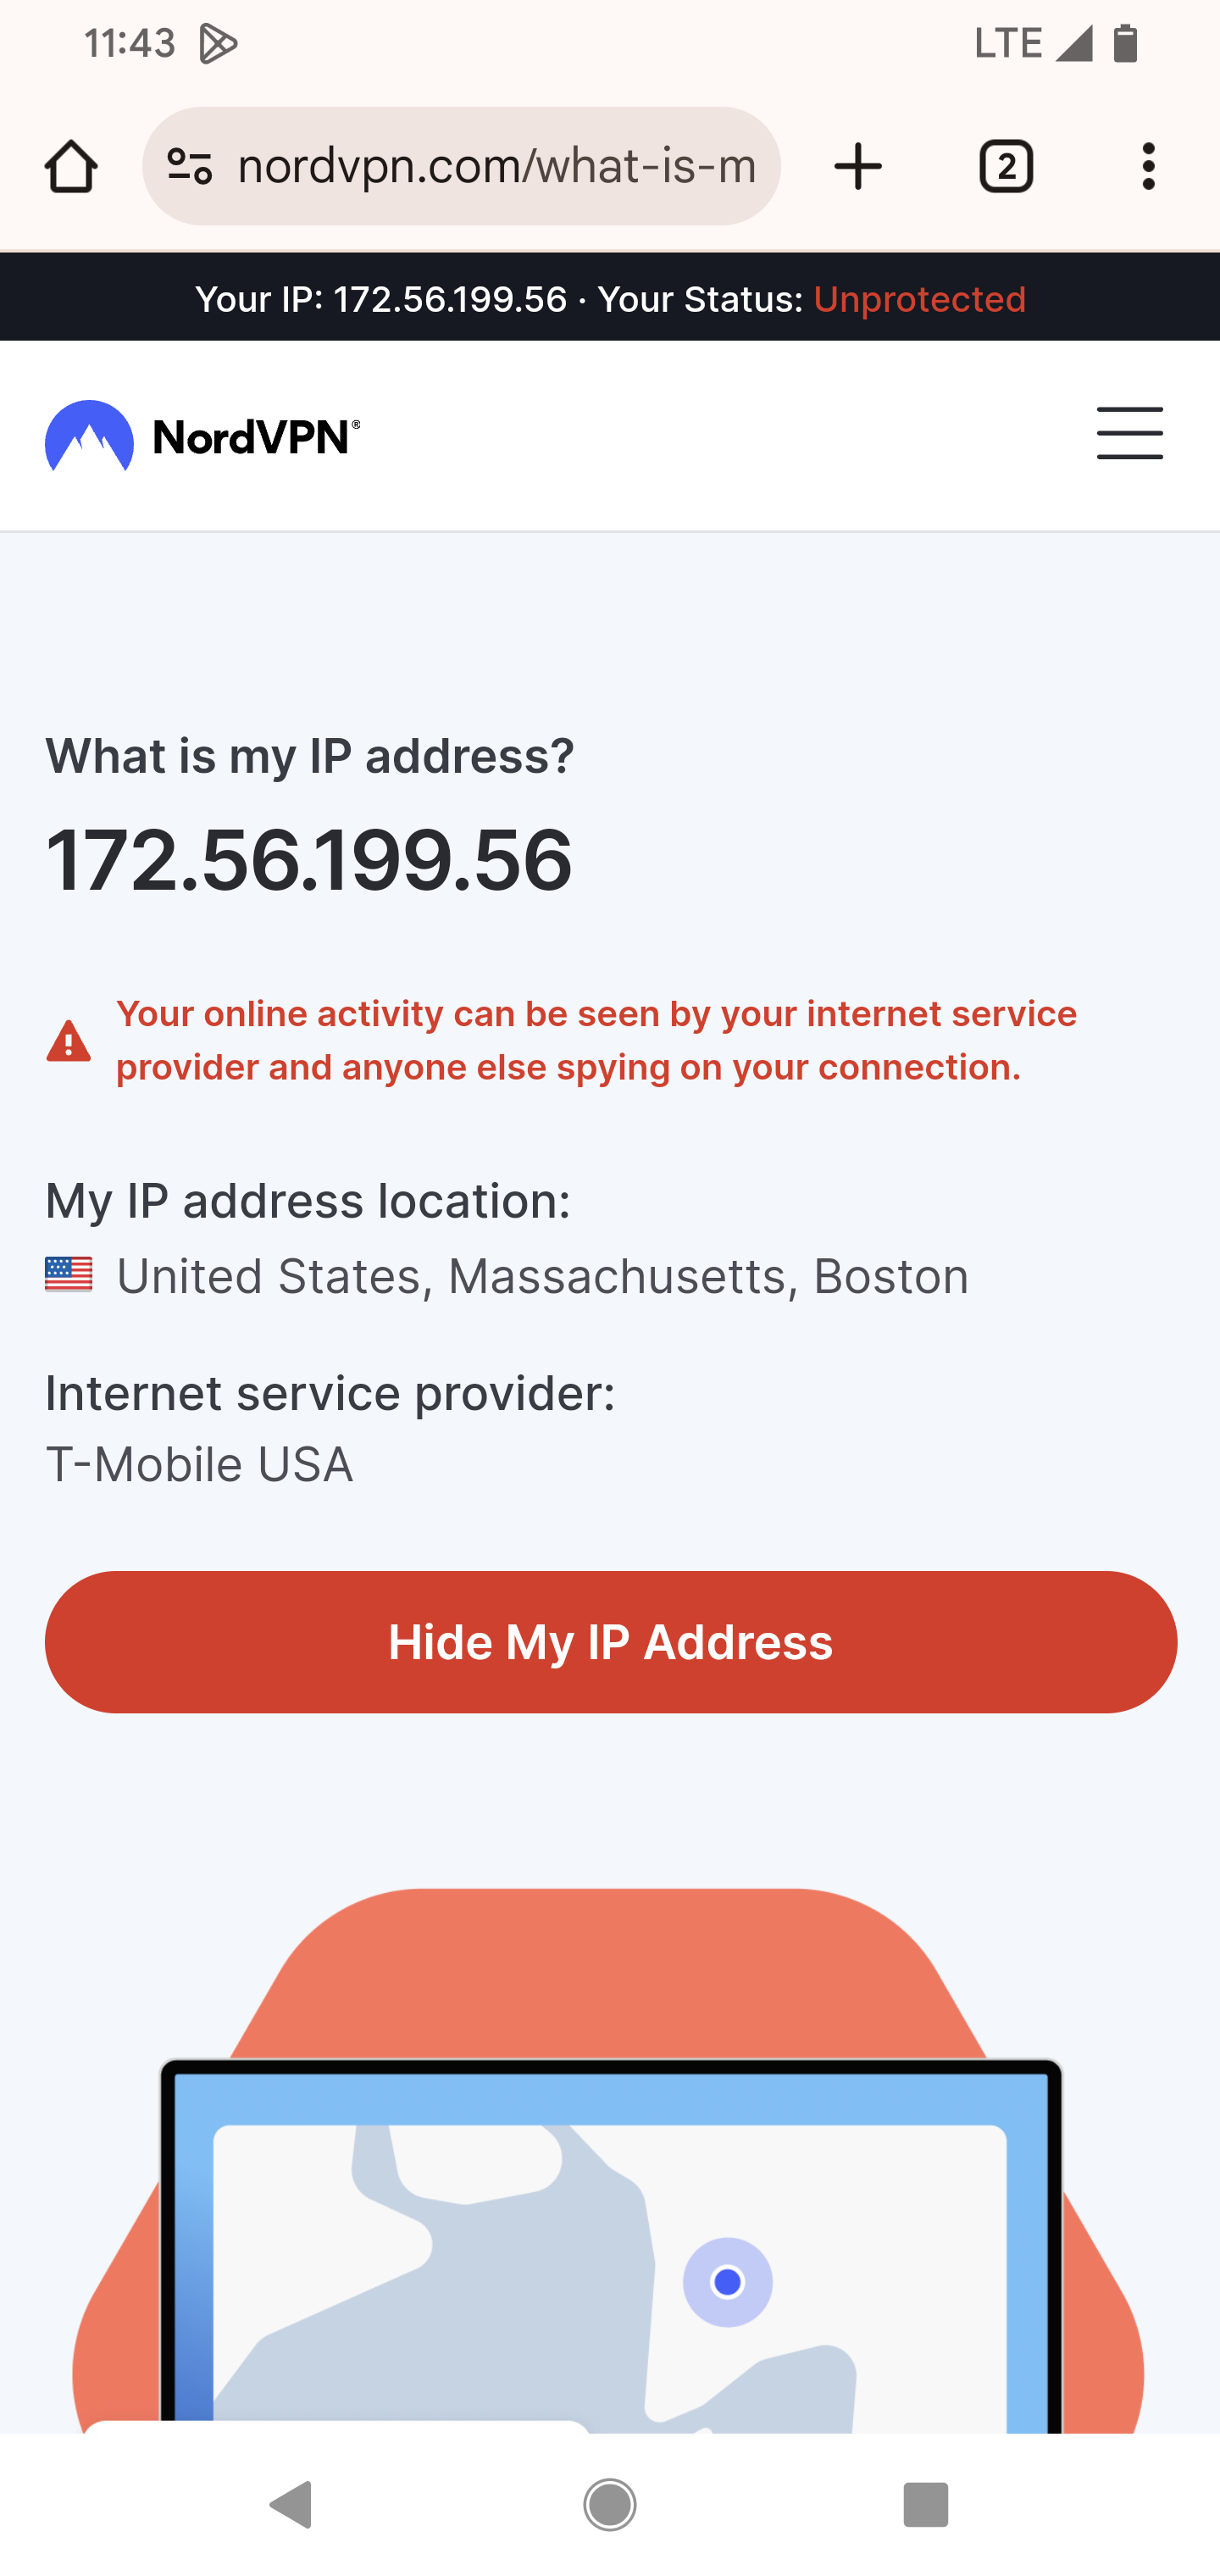 11:43
LTE
nordvpn.com/what-is-m
2
Your IP: 172.56.199.56 · Your Status: Unprotected
NordVPN®
What is my IP address?
172.56.199.56
Your online activity can be seen by your internet service
provider and anyone else spying on your connection.
My IP address location:
United States, Massachusetts, Boston
Internet service provider:
T-Mobile USA
Hide My IP Address